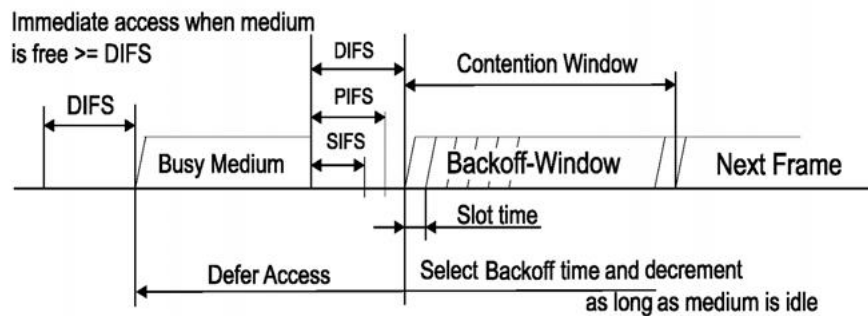 Immediate access when medium
is free >= DIFS
DIFS
DIFS
PIFS
SIFS
Contention Window
Busy Medium
Backoff-Window
Next Frame
Slot time
Defer Access
Select Backoff time and decrement
as long as medium is idle